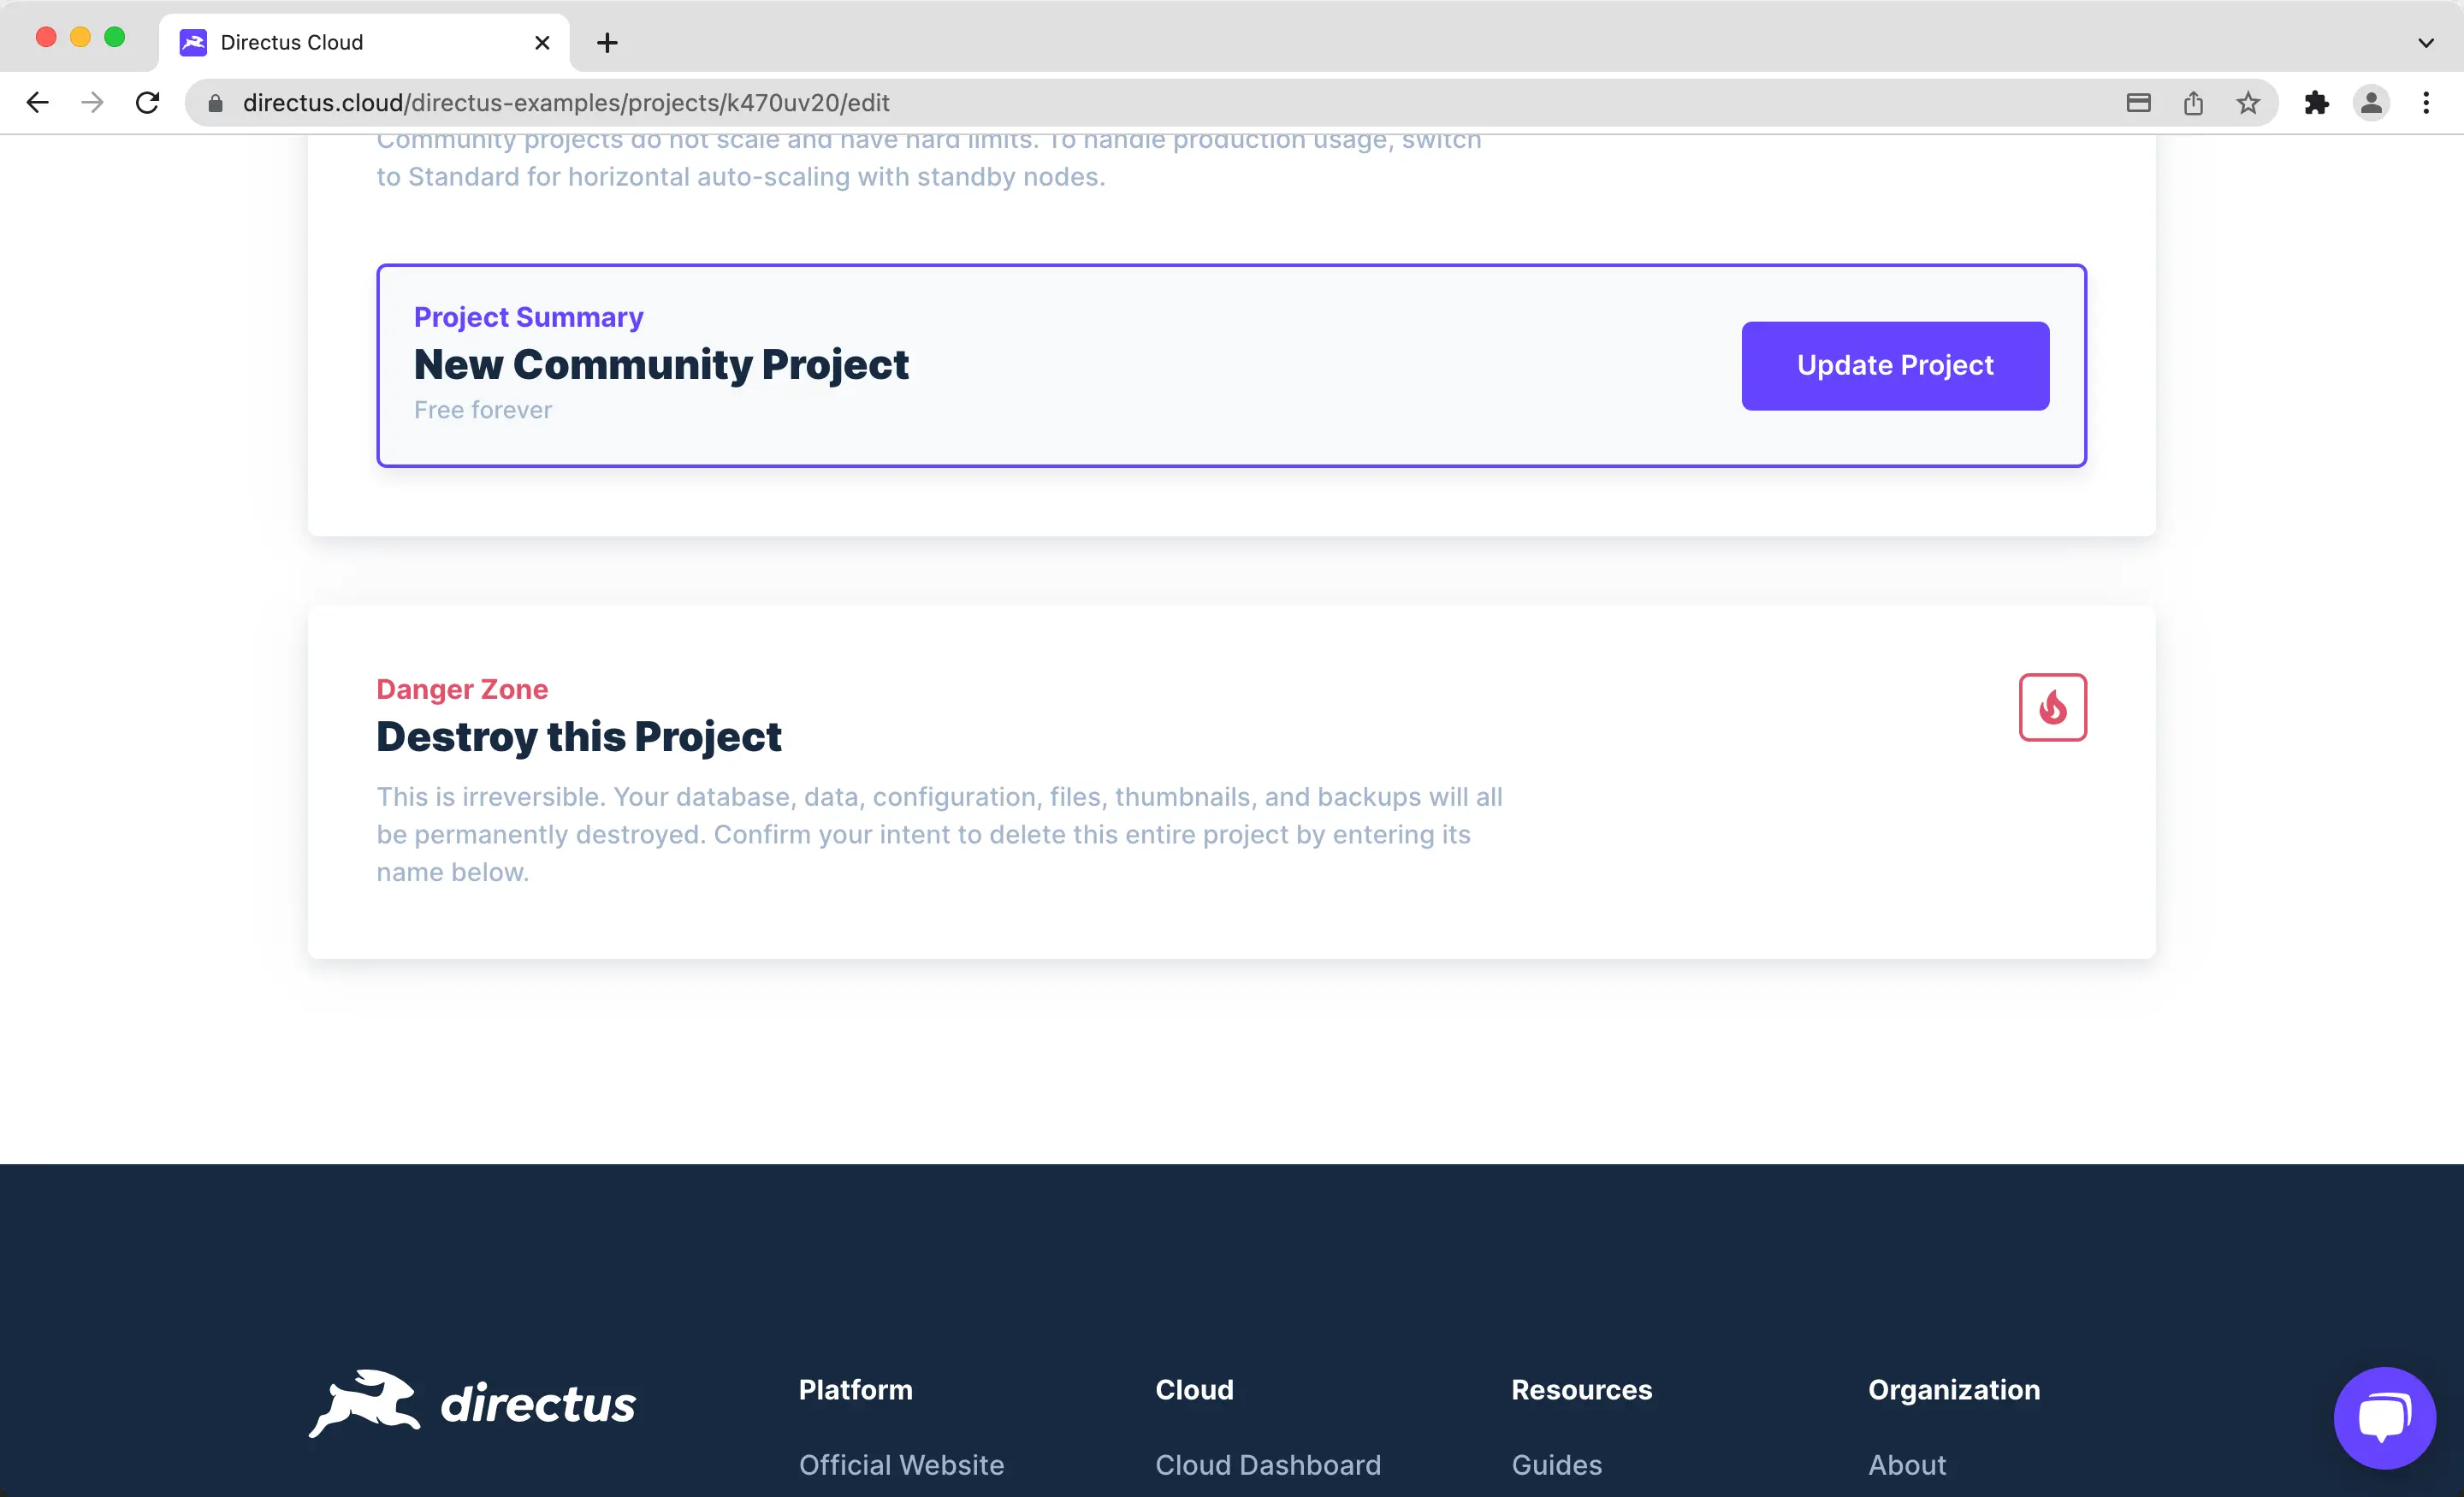 Directus Cloud
directus.cloud/directus-examples/projects/k470uv20/edit
Community projects do not scale and have hard limits. To handle production usage, switch
to Standard for horizontal auto-scaling with standby nodes.
Project Summary
New Community Project
Free forever
Update Project
Danger Zone
Destroy this Project
This is irreversible. Your database, data, configuration, files, thumbnails, and backups will all
be permanently destroyed. Confirm your intent to delete this entire project by entering its
name below.
directus
Platform
Cloud
Resources
Organization
Official Website
Cloud Dashboard
Guides
About